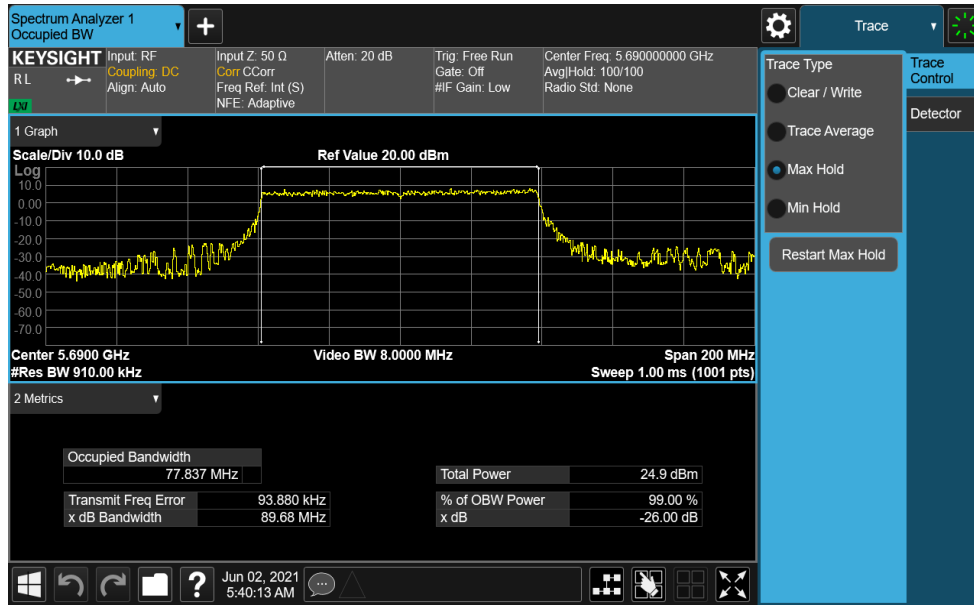 Spectrum Analyzer 1
Occupied BW
Trace
KEYSIGHT
R L
LXI
Input: RF
Coupling: DC
Align: Auto
Input Z: 50 Ω
Corr CCorr
Freq Ref: Int (S)
NFE: Adaptive
Atten: 20 dB
Trig: Free Run
Gate: Off
#IF Gain: Low
Center Freq: 5.690000000 GHz
Avg|Hold: 100/100
Radio Std: None
Trace Type
Clear / Write
Trace Average
Max Hold
Min Hold
Restart Max Hold
Trace
Control
Detector
1 Graph
Scale/Div 10.0 dB
Ref Value 20.00 dBm
Log
10.0
0.00
-10.0
-20.0
-30.0
-40.0
-50.0
-60.0
-70.0
Center 5.6900 GHz
Video BW 8.0000 MHz
Span 200 MHz
#Res BW 910.00 kHz
Sweep 1.00 ms (1001 pts)
2 Metrics
Occupied Bandwidth
77.837 MHz
Total Power 24.9 dBm
Transmit Freq Error 93.880 kHz
% of OBW Power 99.00 %
x dB Bandwidth 89.68 MHz
x dB -26.00 dB
?
Jun 02, 2021
5:40:13 AM